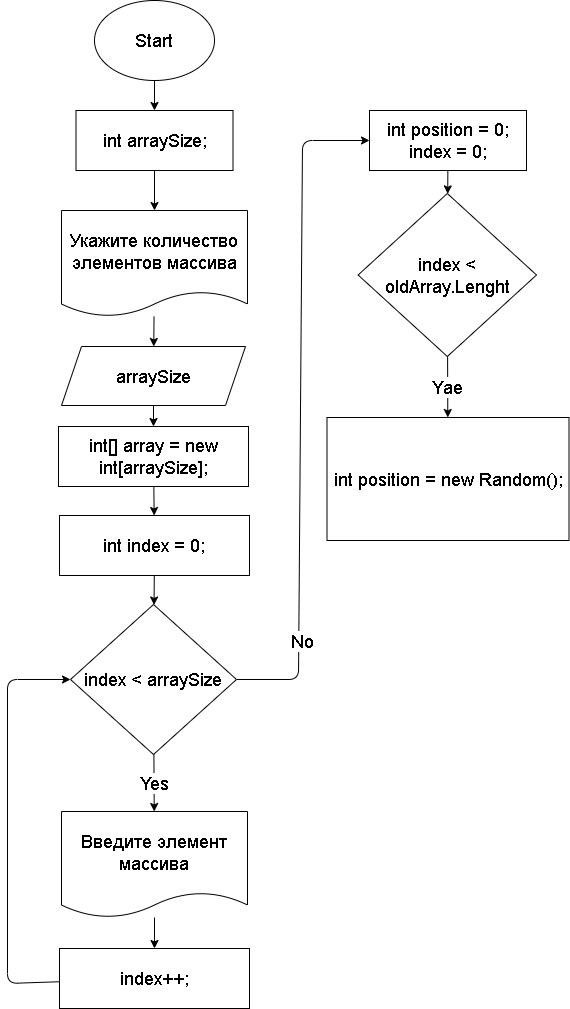 Start
int arraySize;
Укажите количество
элементов массива
arraySize
int[] array = new
int[arraySize];
int index = 0;
index < arraySize
Yes
Введите элемент
массива
index++;
No
int position = 0;
index = 0;
index <
oldArray.Lenght
Yae
int position = new Random();